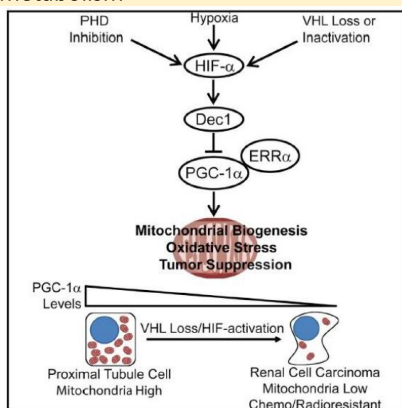 PHD
Inhibition
Hypoxia
VHL Loss or
Inactivation
HIF-α
Dec1
ERRα
PGC-1α
Mitochondrial Biogenesis
Oxidative Stress
Tumor Suppression
PGC-1α
Levels
VHL Loss/HIF-activation
Proximal Tubule Cell
Mitochondria High
Renal Cell Carcinoma
Mitochondria Low
Chemo/Radioresistant